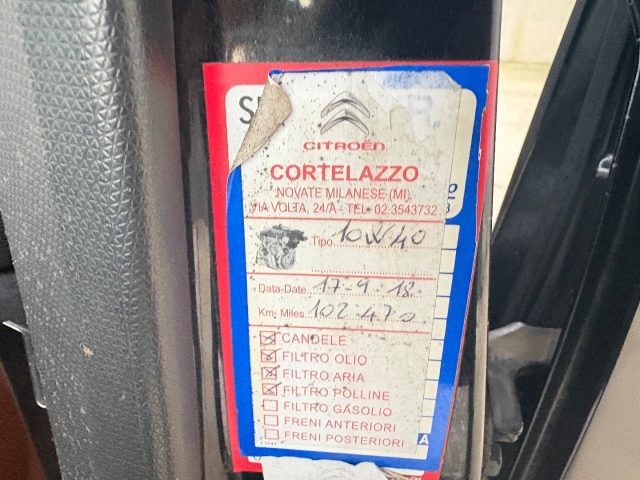 CITROËN
CORTELAZZO
NOVATE MILANESE (MI)
VIA VOLTA, 24/A - TEL. 02.3543732
Tipo 10W40
Data-Date 17-9-18
Km. Miles 102.470
CANDELE
FILTRO OLIO
FILTRO ARIA
FILTRO POLLINE
FILTRO GASOLIO
FRENI ANTERIORI
FRENI POSTERIORI
A